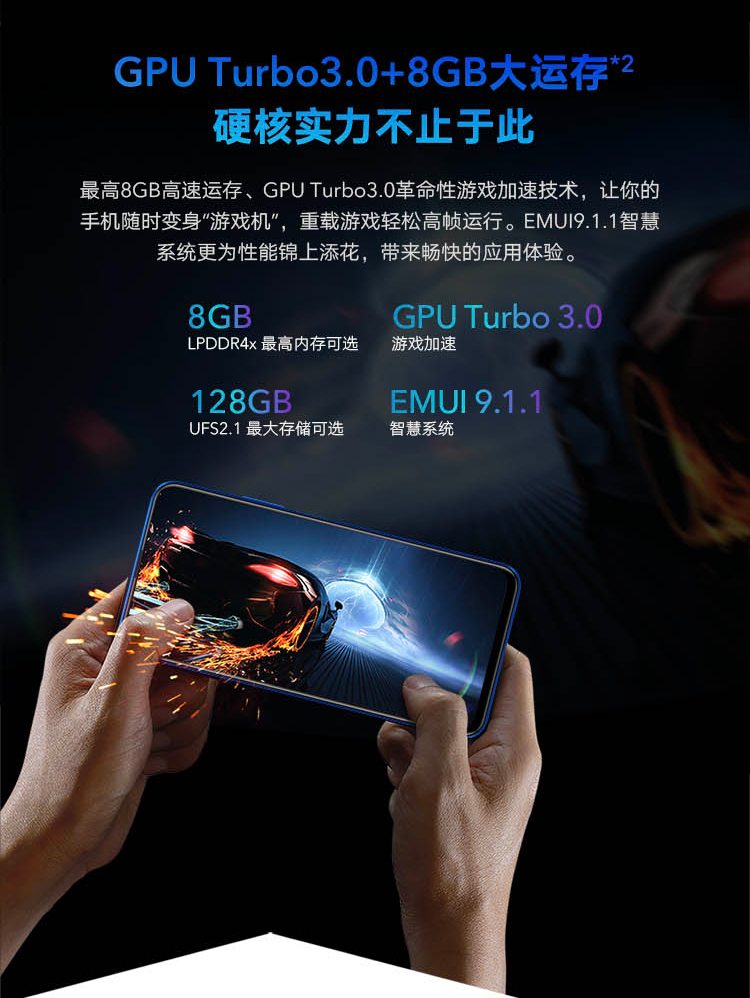 GPU Turbo3.0+8GB大运存*2
硬核实力不止于此
最高8GB高速运存、GPU Turbo3.0革命性游戏加速技术，让你的
手机随时变身“游戏机”，重载游戏轻松高帧运行。EMUI9.1.1智慧
系统更为性能锦上添花，带来畅快的应用体验。
8GB
LPDDR4x 最高内存可选
GPU Turbo 3.0
游戏加速
128GB
UFS2.1 最大存储可选
EMUI 9.1.1
智慧系统